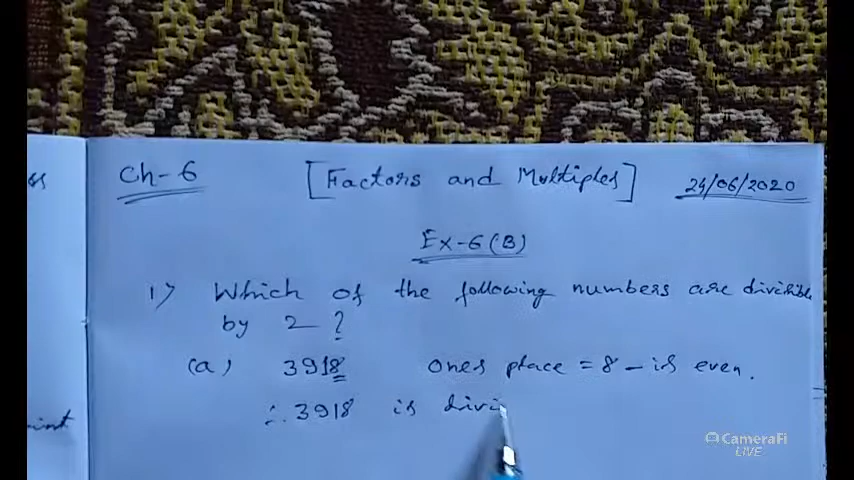 Ch-6 [Factors and Multiples] 24/06/2020
Ex-6(B)
1) Which of the following numbers are divisible
by 2 ?
(a) 3918 Ones place = 8 – is even.
∴ 3918 is divi
CameraFi
LIVE